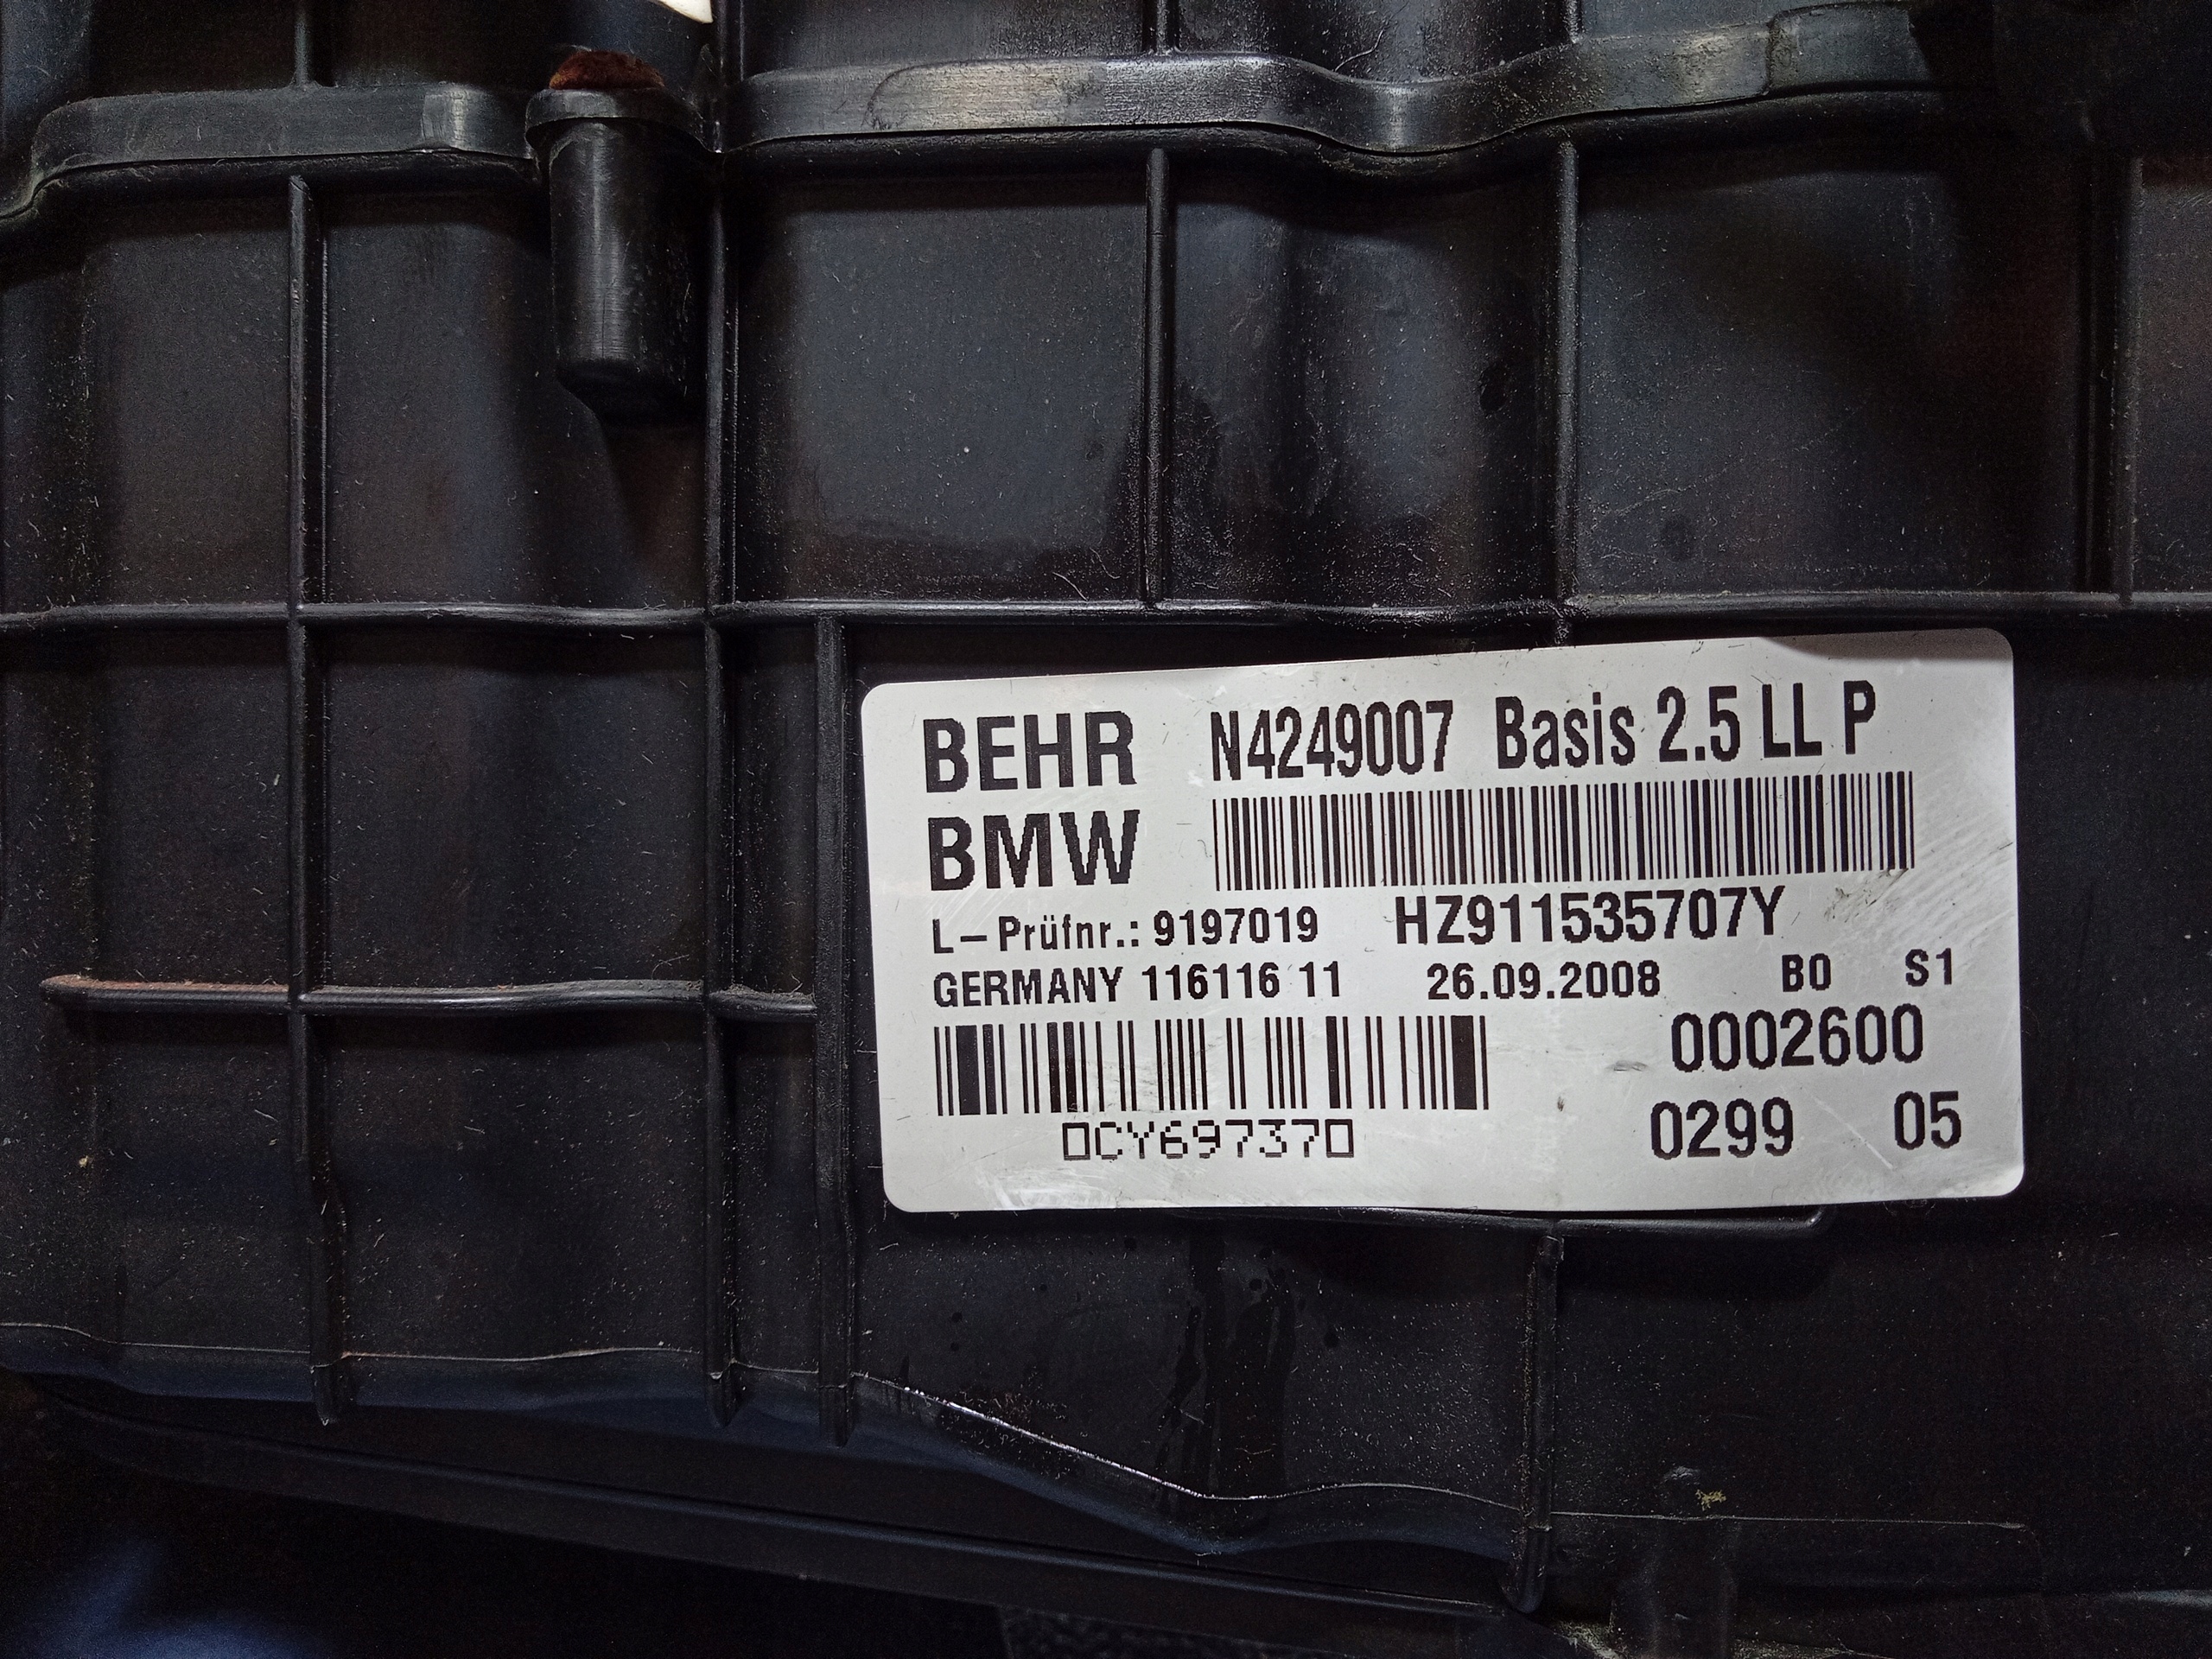 BEHR N4249007 Basis 2.5 LL P
BMW
L-Prüfnr.: 9197019 HZ911535707Y
GERMANY 116116 11 26.09.2008 B0 S1
0002600
0299 05
▯CY69737▯